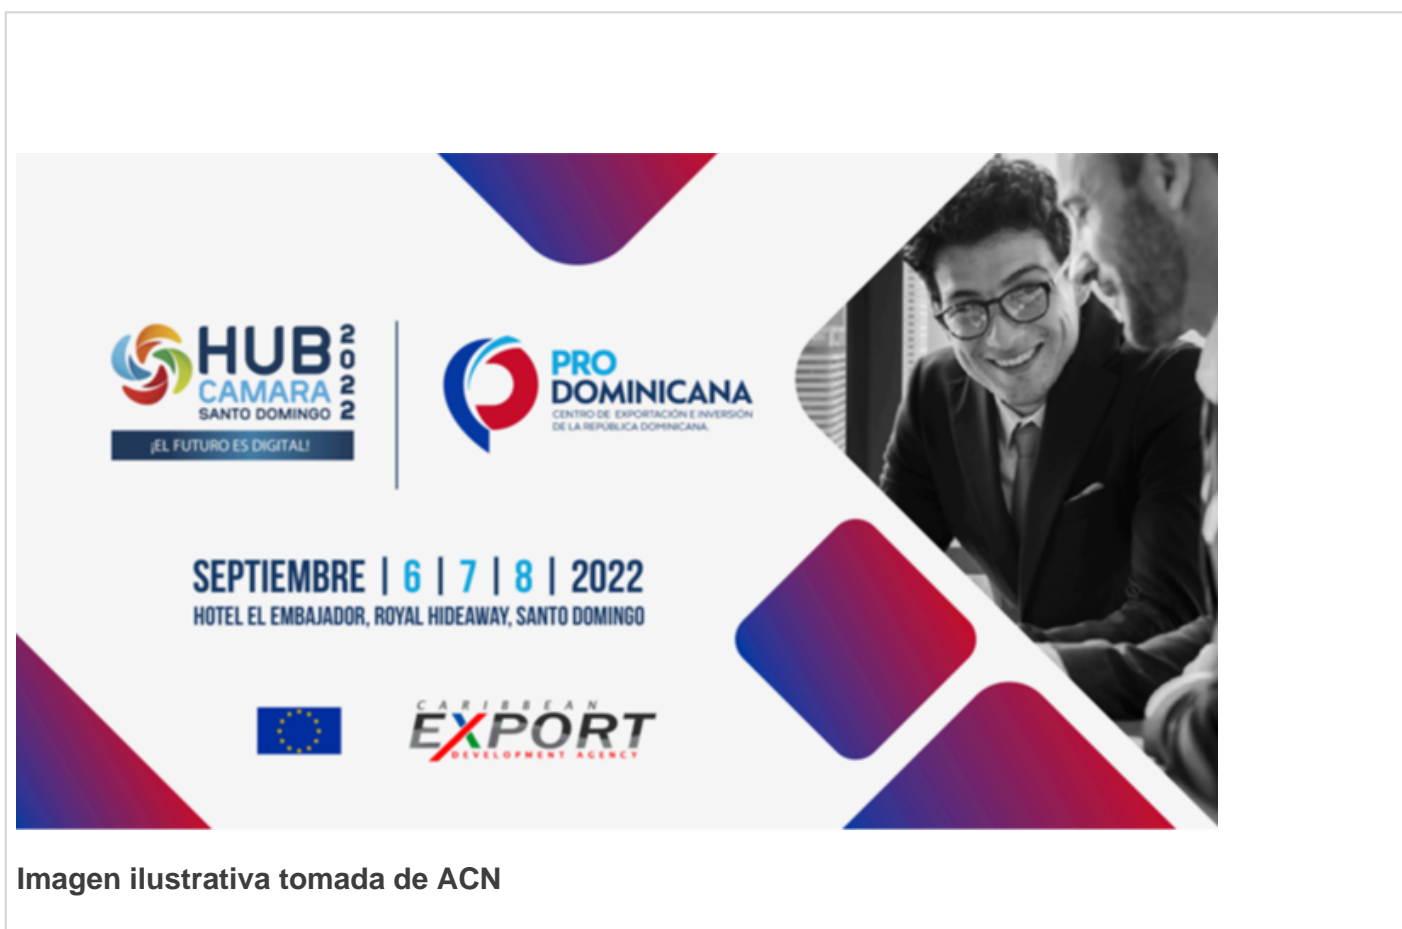 HUB 2022
CAMARA
SANTO DOMINGO
¡EL FUTURO ES DIGITAL!
PRO
DOMINICANA
CENTRO DE EXPORTACIÓN E INVERSIÓN
DE LA REPÚBLICA DOMINICANA.
SEPTIEMBRE | 6 | 7 | 8 | 2022
HOTEL EL EMBAJADOR, ROYAL HIDEAWAY, SANTO DOMINGO
CARIBBEAN
EXPORT
DEVELOPMENT AGENCY
Imagen ilustrativa tomada de ACN